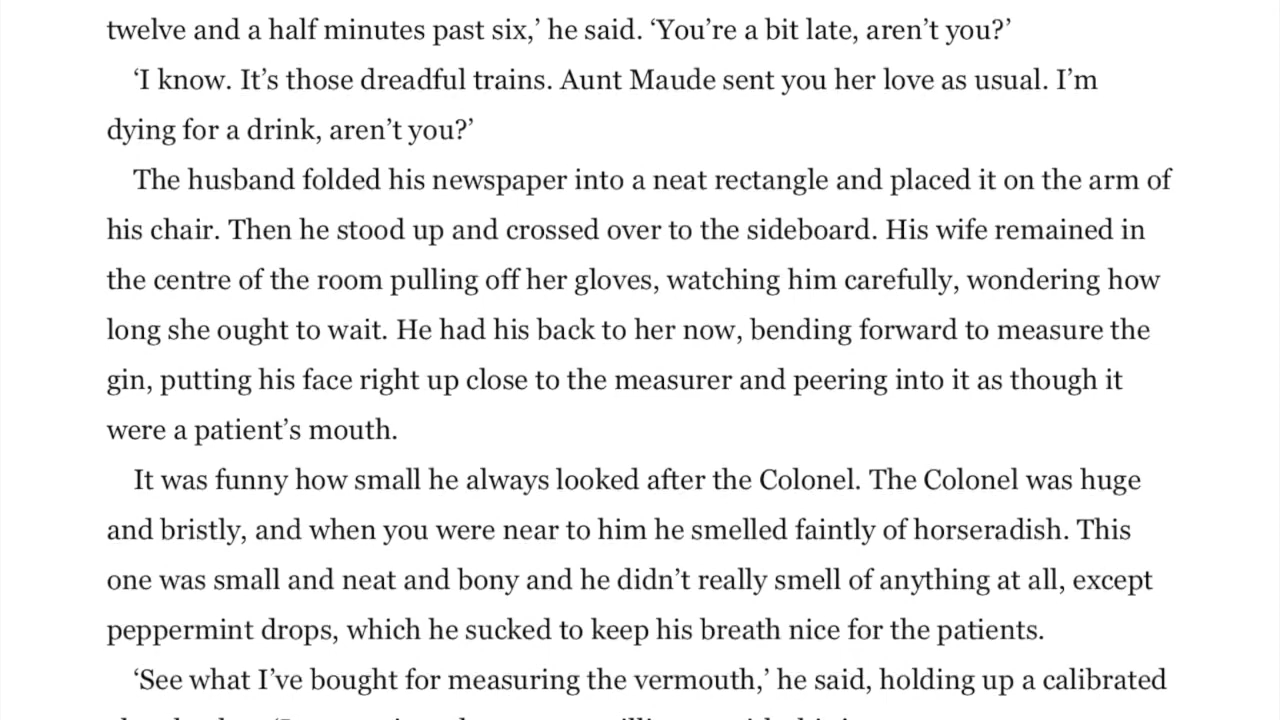 twelve and a half minutes past six,’ he said. ‘You’re a bit late, aren’t you?’
‘I know. It’s those dreadful trains. Aunt Maude sent you her love as usual. I’m
dying for a drink, aren’t you?’
The husband folded his newspaper into a neat rectangle and placed it on the arm of
his chair. Then he stood up and crossed over to the sideboard. His wife remained in
the centre of the room pulling off her gloves, watching him carefully, wondering how
long she ought to wait. He had his back to her now, bending forward to measure the
gin, putting his face right up close to the measurer and peering into it as though it
were a patient’s mouth.
It was funny how small he always looked after the Colonel. The Colonel was huge
and bristly, and when you were near to him he smelled faintly of horseradish. This
one was small and neat and bony and he didn’t really smell of anything at all, except
peppermint drops, which he sucked to keep his breath nice for the patients.
‘See what I’ve bought for measuring the vermouth,’ he said, holding up a calibrated